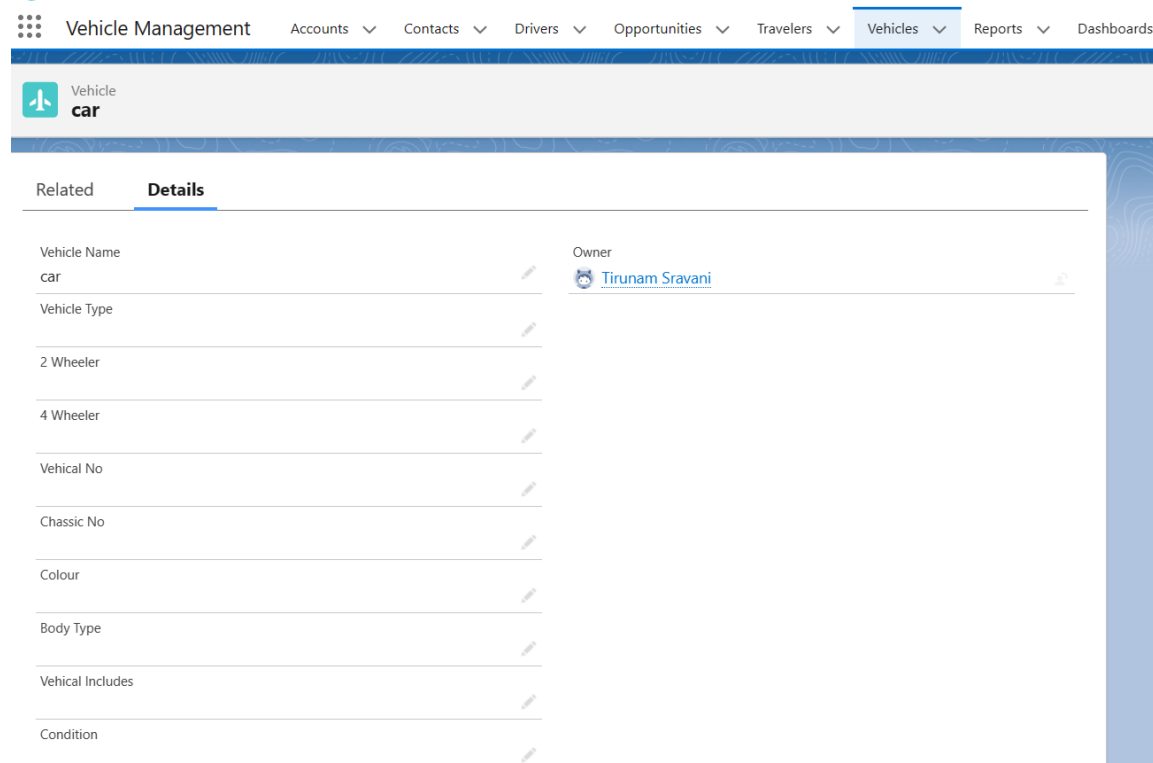 Vehicle Management Accounts Contacts Drivers Opportunities Travelers Vehicles Reports Dashboards
Vehicle
car
Related Details
Vehicle Name
car
Owner
Tirunam Sravani
Vehicle Type
2 Wheeler
4 Wheeler
Vehical No
Chassic No
Colour
Body Type
Vehical Includes
Condition